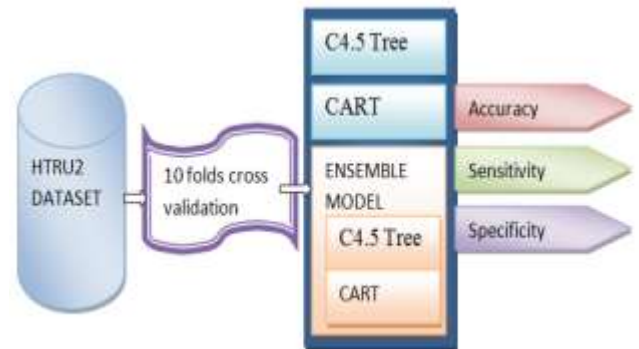 HTRU2
DATASET
10 folds cross
validation
C4.5 Tree
CART
ENSEMBLE
MODEL
C4.5 Tree
CART
Accuracy
Sensitivity
Specificity